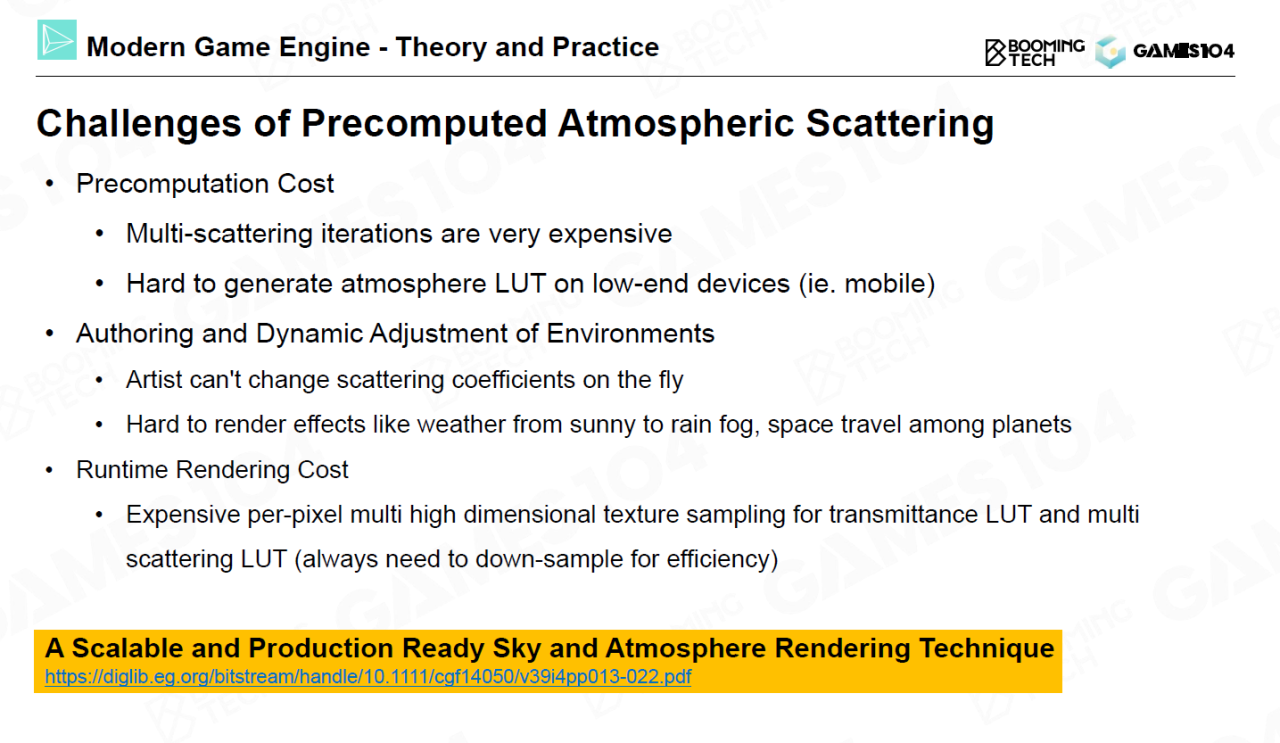 Modern Game Engine - Theory and Practice
BOOMING
TECH
GAMES104
Challenges of Precomputed Atmospheric Scattering
• Precomputation Cost
• Multi-scattering iterations are very expensive
• Hard to generate atmosphere LUT on low-end devices (ie. mobile)
• Authoring and Dynamic Adjustment of Environments
• Artist can't change scattering coefficients on the fly
• Hard to render effects like weather from sunny to rain fog, space travel among planets
• Runtime Rendering Cost
• Expensive per-pixel multi high dimensional texture sampling for transmittance LUT and multi
scattering LUT (always need to down-sample for efficiency)
A Scalable and Production Ready Sky and Atmosphere Rendering Technique
https://diglib.eg.org/bitstream/handle/10.1111/cgf14050/v39i4pp013-022.pdf